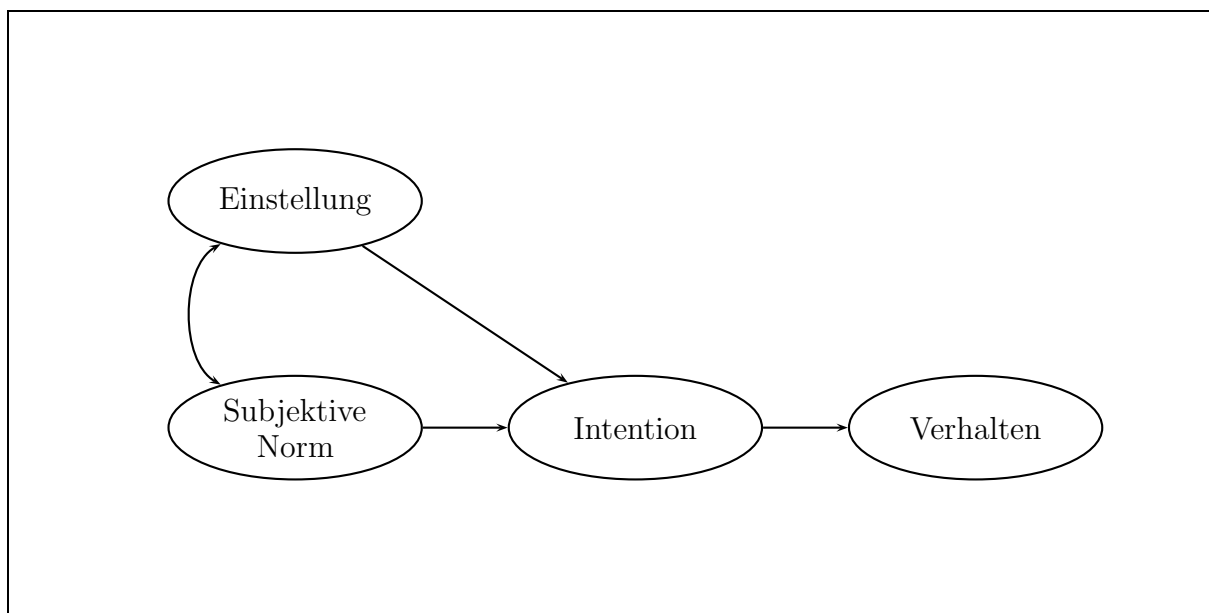 Einstellung
Subjektive
Norm
Intention
Verhalten